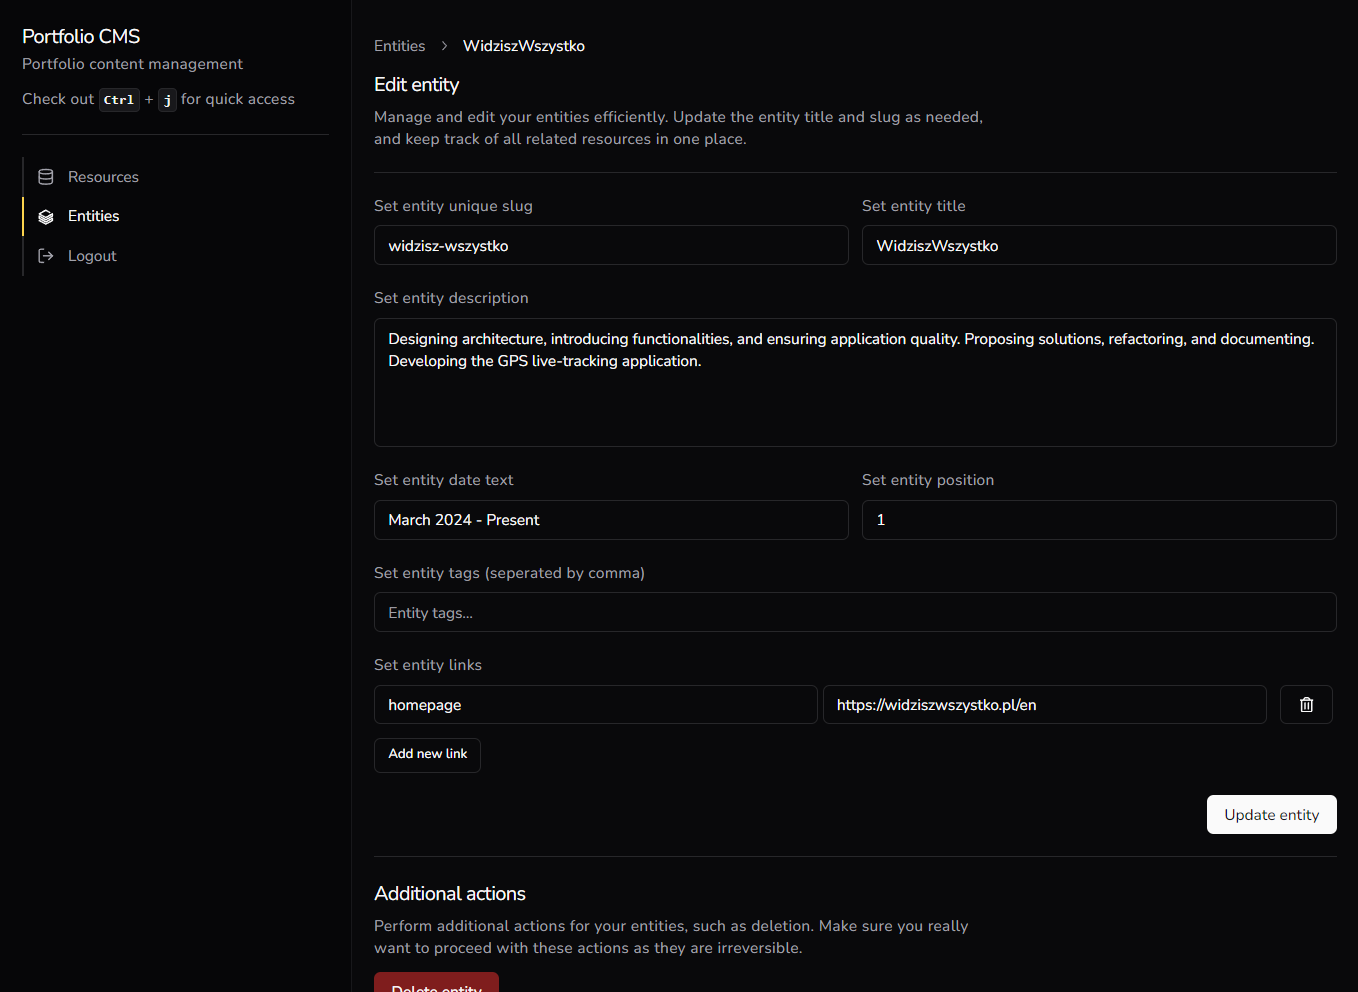 Portfolio CMS
Portfolio content management
Check out Ctrl + j for quick access
Resources
Entities
Logout
Entities > WidziszWszystko
Edit entity
Manage and edit your entities efficiently. Update the entity title and slug as needed,
and keep track of all related resources in one place.
Set entity unique slug
widzisz-wszystko
Set entity title
WidziszWszystko
Set entity description
Designing architecture, introducing functionalities, and ensuring application quality. Proposing solutions, refactoring, and documenting.
Developing the GPS live-tracking application.
Set entity date text
March 2024 - Present
Set entity position
1
Set entity tags (seperated by comma)
Entity tags...
Set entity links
homepage
https://widziszwszystko.pl/en
Add new link
Update entity
Additional actions
Perform additional actions for your entities, such as deletion. Make sure you really
want to proceed with these actions as they are irreversible.
Delete entity